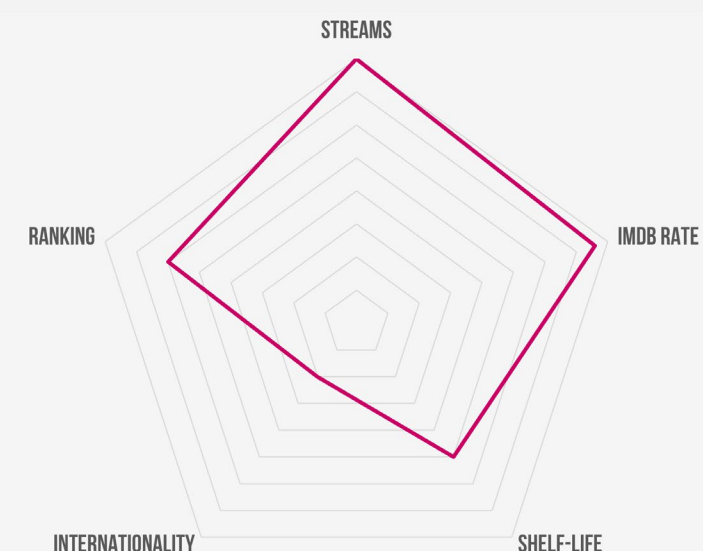 STREAMS
RANKING
IMDB RATE
INTERNATIONALITY
SHELF-LIFE